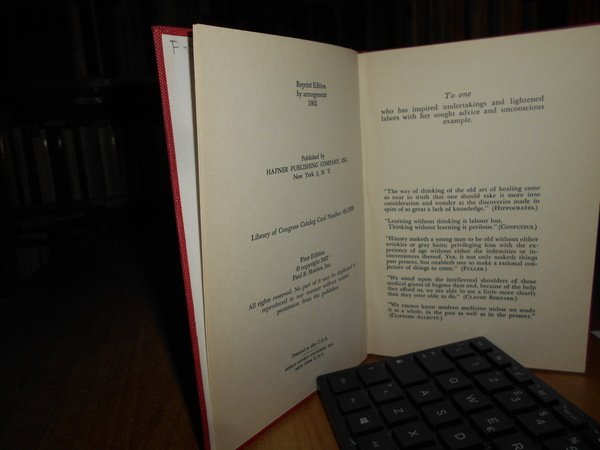 F
Reprint Edition
by arrangement
1962
Published by
HAFNER PUBLISHING COMPANY, INC.
New York 3, N. Y.
Library of Congress Catalog Card Number:
First Edition
© copyright 1937
Paul B. Hoeber, Inc.
All rights reserved. No part of it may be duplicated or
reproduced in any manner without written
permission from the publisher
Printed in the U.S.A.
NOBLE OFFSET PRINTERS, INC.
NEW YORK 3, N.Y.
To one
who has inspired undertakings and lightened
labors with her sought advice and unconscious
example.
"The way of thinking of the old art of healing came
so near to truth that one should take it more into
consideration and wonder at the discoveries made in
spite of so great a lack of knowledge." (HIPPOCRATES.)
"Learning without thinking is labour lost.
Thinking without learning is perilous." (CONFUCIUS.)
"History maketh a young man to be old without either
wrinkles or gray hairs; privileging him with the ex-
perience of age without either the infirmities or in-
conveniences thereof. Yea, it not only maketh things
past present, but enableth one to make a rational con-
jecture of things to come." (FULLER.)
"We stand upon the intellectual shoulders of those
medical giants of bygone days and, because of the help
they afford us, we are able to see a little more clearly
than they were able to do." (CLAUDE BERNARD.)
"We cannot know modern medicine unless we study
it as a whole, in the past as well as in the present."
(CLIFFORD ALLBUTT.)
Q W E
A S D
Z X
Alt